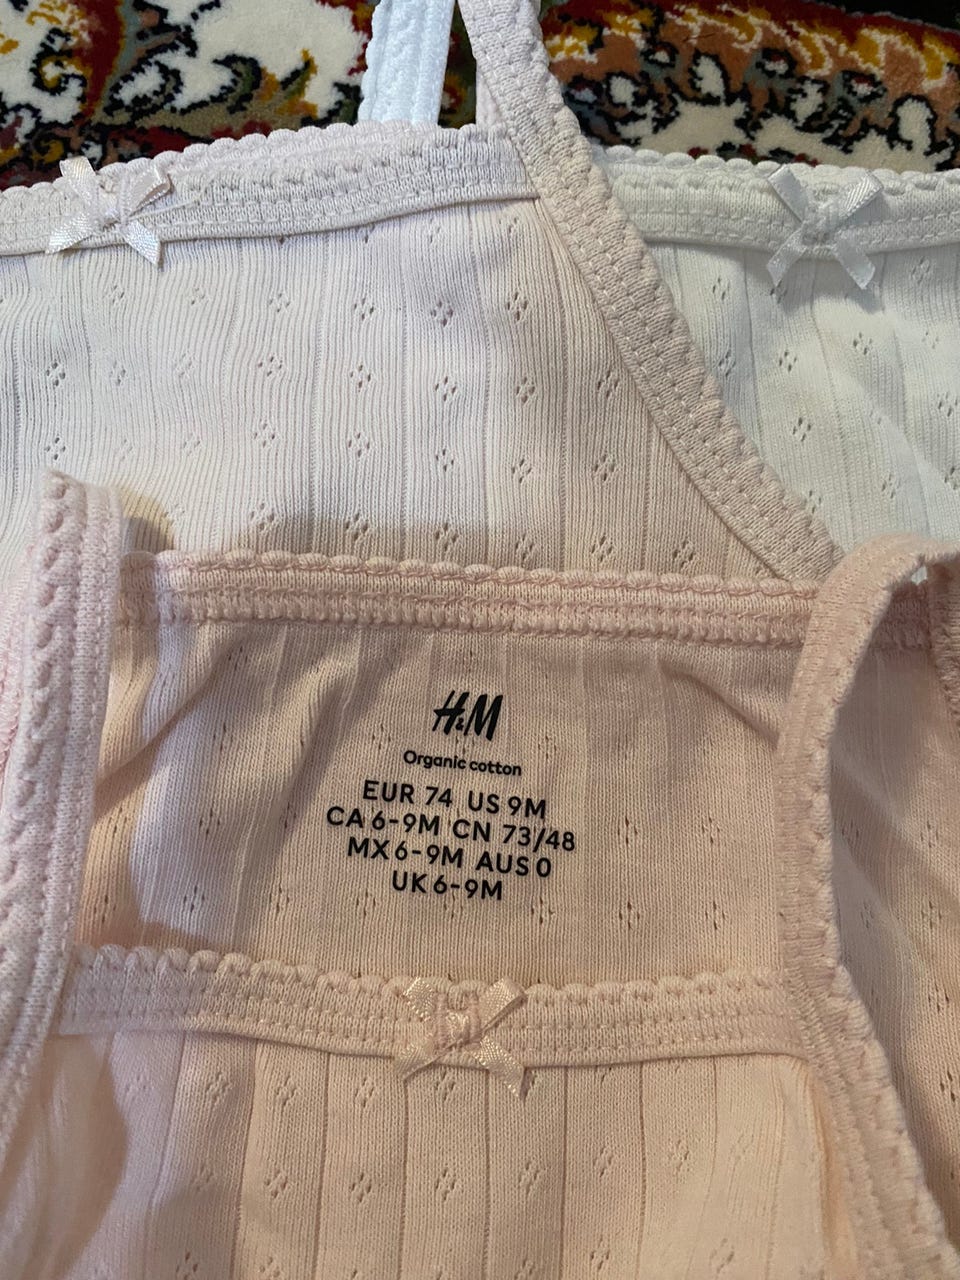 H&M
Organic cotton
EUR 74 US 9M
CA 6-9M CN 73/48
MX 6-9M AUS 0
UK 6-9M